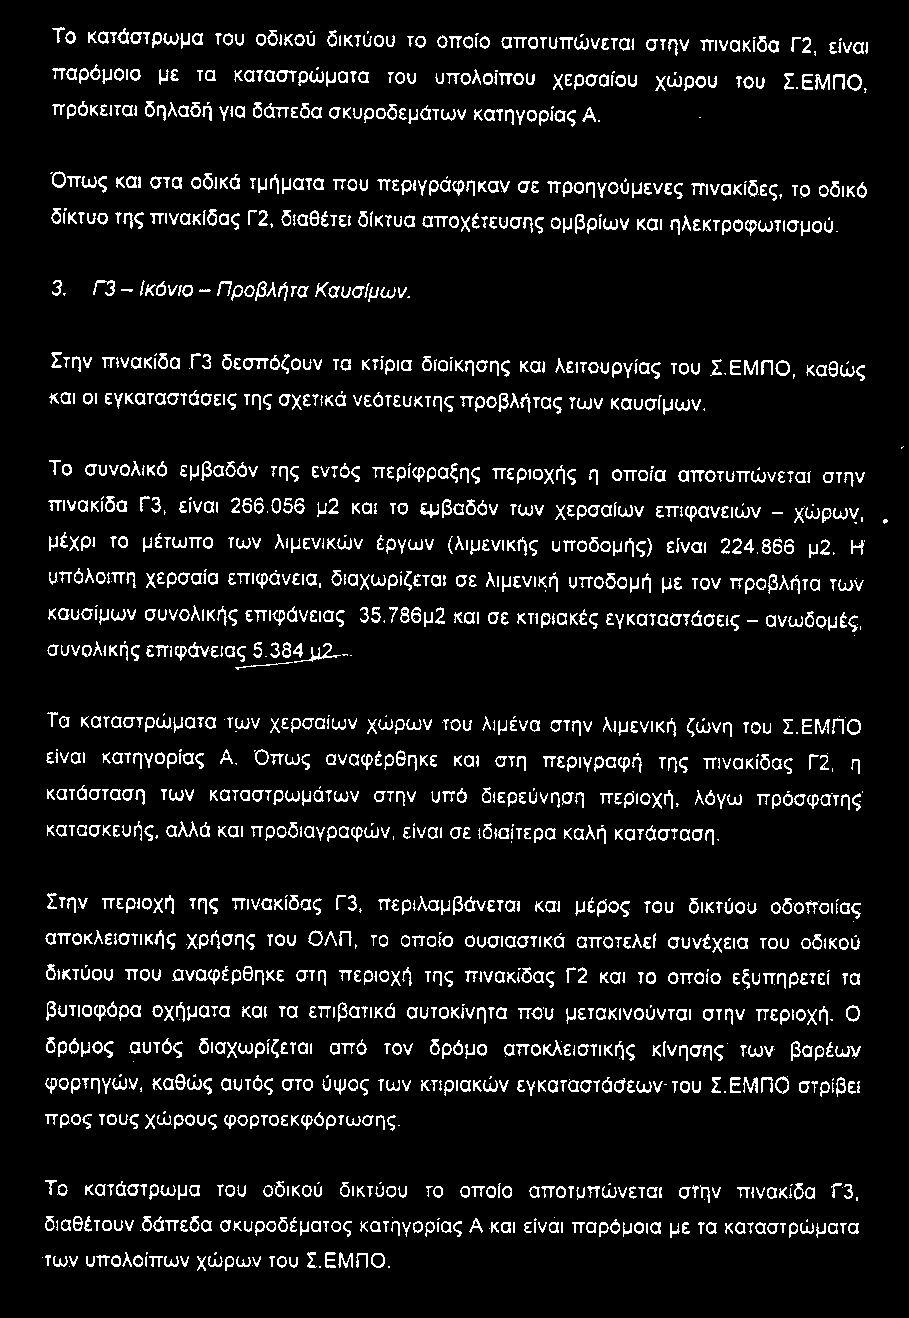 Το κατάστρωμα του οδικού δικτύου το οποίο αποτυπώνεται στην πινακίδα Γ2, είναι
παρόμοιο με τα καταστρώματα του υπολοίπου χερσαίου χώρου του Σ.ΕΜΠΟ,
πρόκειται δηλαδή για δάπεδα σκυροδεμάτων κατηγορίας Α.
Όπως και στα οδικά τμήματα που περιγράφηκαν σε προηγούμενες πινακίδες, το οδικό
δίκτυο της πινακίδας Γ2, διαθέτει δίκτυα αποχέτευσης ομβρίων και ηλεκτροφωτισμού.
3. Γ3 – Ικόνιο – Προβλήτα Καυσίμων.
Στην πινακίδα Γ3 δεσπόζουν τα κτίρια διοίκησης και λειτουργίας του Σ.ΕΜΠΟ, καθώς
και οι εγκαταστάσεις της σχετικά νεότευκτης προβλήτας των καυσίμων.
Το συνολικό εμβαδόν της εντός περίφραξης περιοχής η οποία αποτυπώνεται στην
πινακίδα Γ3, είναι 266.056 μ2 και το εμβαδόν των χερσαίων επιφανειών – χώρων,
μέχρι το μέτωπο των λιμενικών έργων (λιμενικής υποδομής) είναι 224.866 μ2. Η
υπόλοιπη χερσαία επιφάνεια, διαχωρίζεται σε λιμενική υποδομή με τον προβλήτα των
καυσίμων συνολικής επιφάνειας 35.786μ2 και σε κτιριακές εγκαταστάσεις – ανωδομές,
συνολικής επιφάνειας 5.384 μ2.
Τα καταστρώματα των χερσαίων χώρων του λιμένα στην λιμενική ζώνη του Σ.ΕΜΠΟ
είναι κατηγορίας Α. Όπως αναφέρθηκε και στη περιγραφή της πινακίδας Γ2, η
κατάσταση των καταστρωμάτων στην υπό διερεύνηση περιοχή, λόγω πρόσφατης
κατασκευής, αλλά και προδιαγραφών, είναι σε ιδιαίτερα καλή κατάσταση.
Στην περιοχή της πινακίδας Γ3, περιλαμβάνεται και μέρος του δικτύου οδοποιίας
αποκλειστικής χρήσης του ΟΛΠ, το οποίο ουσιαστικά αποτελεί συνέχεια του οδικού
δικτύου που αναφέρθηκε στη περιοχή της πινακίδας Γ2 και το οποίο εξυπηρετεί τα
βυτιοφόρα οχήματα και τα επιβατικά αυτοκίνητα που μετακινούνται στην περιοχή. Ο
δρόμος αυτός διαχωρίζεται από τον δρόμο αποκλειστικής κίνησης των βαρέων
φορτηγών, καθώς αυτός στο ύψος των κτιριακών εγκαταστάσεων του Σ.ΕΜΠΟ στρίβει
προς τους χώρους φορτοεκφόρτωσης.
Το κατάστρωμα του οδικού δικτύου το οποίο αποτυπώνεται στην πινακίδα Γ3,
διαθέτουν δάπεδα σκυροδέματος κατηγορίας Α και είναι παρόμοια με τα καταστρώματα
των υπολοίπων χώρων του Σ.ΕΜΠΟ.